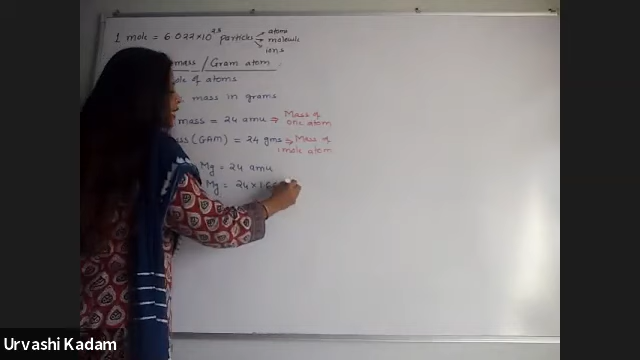 1 mole = 6.022×10²³ particles → atoms
→ molecule
→ ions
mass / Gram atom
of atoms
mass in grams
mass = 24 amu → Mass of
one atom
(GAM) = 24 gms → Mass of
1 mole atom
Mg = 24 amu
Mg = 24×1.66
Urvashi Kadam